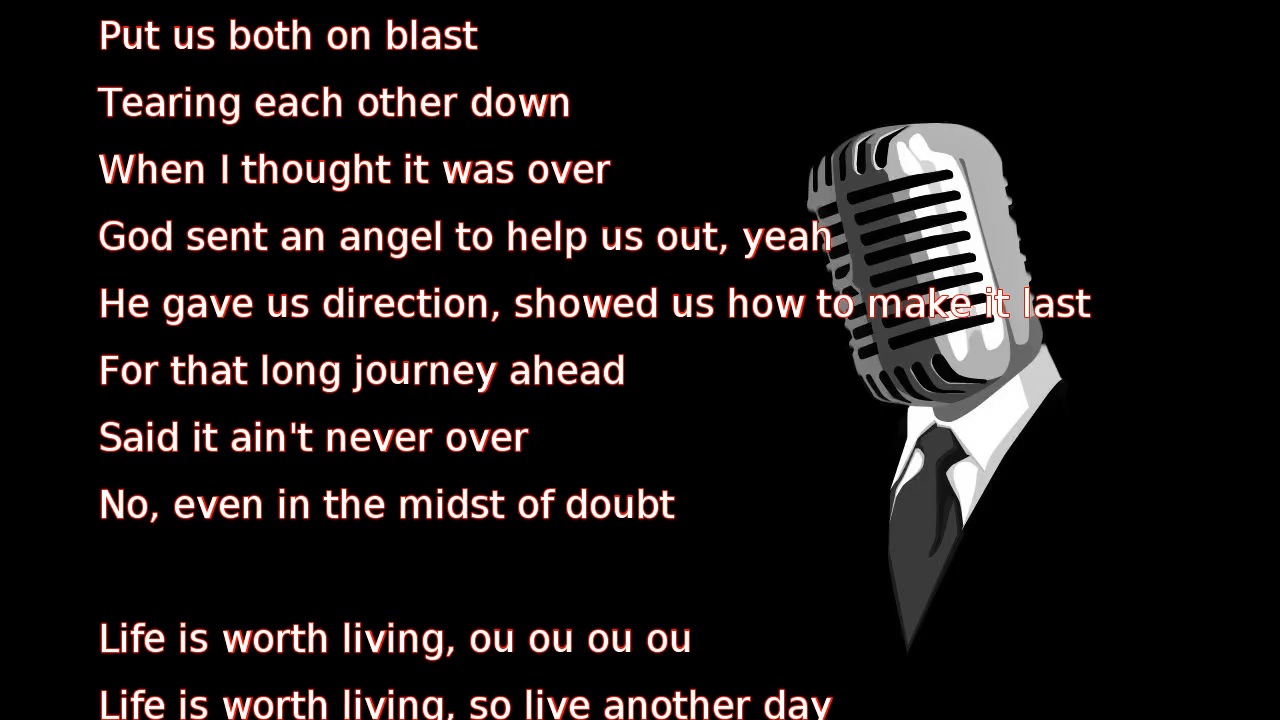 Put us both on blast
Tearing each other down
When I thought it was over
God sent an angel to help us out, yeah
He gave us direction, showed us how to make it last
For that long journey ahead
Said it ain't never over
No, even in the midst of doubt
Life is worth living, ou ou ou ou
Life is worth living, so live another day